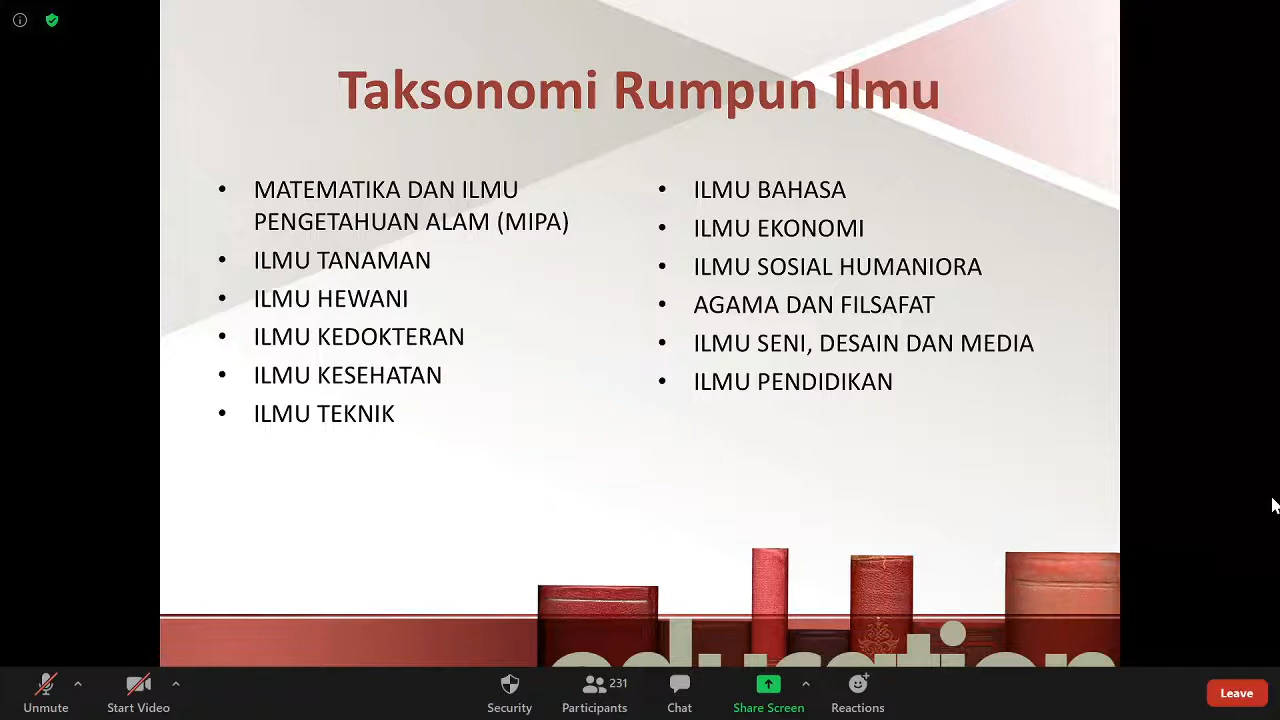 Taksonomi Rumpun Ilmu
• MATEMATIKA DAN ILMU
PENGETAHUAN ALAM (MIPA)
• ILMU TANAMAN
• ILMU HEWANI
• ILMU KEDOKTERAN
• ILMU KESEHATAN
• ILMU TEKNIK
• ILMU BAHASA
• ILMU EKONOMI
• ILMU SOSIAL HUMANIORA
• AGAMA DAN FILSAFAT
• ILMU SENI, DESAIN DAN MEDIA
• ILMU PENDIDIKAN
education
Unmute
Start Video
Security
231
Participants
Chat
Share Screen
Reactions
Leave